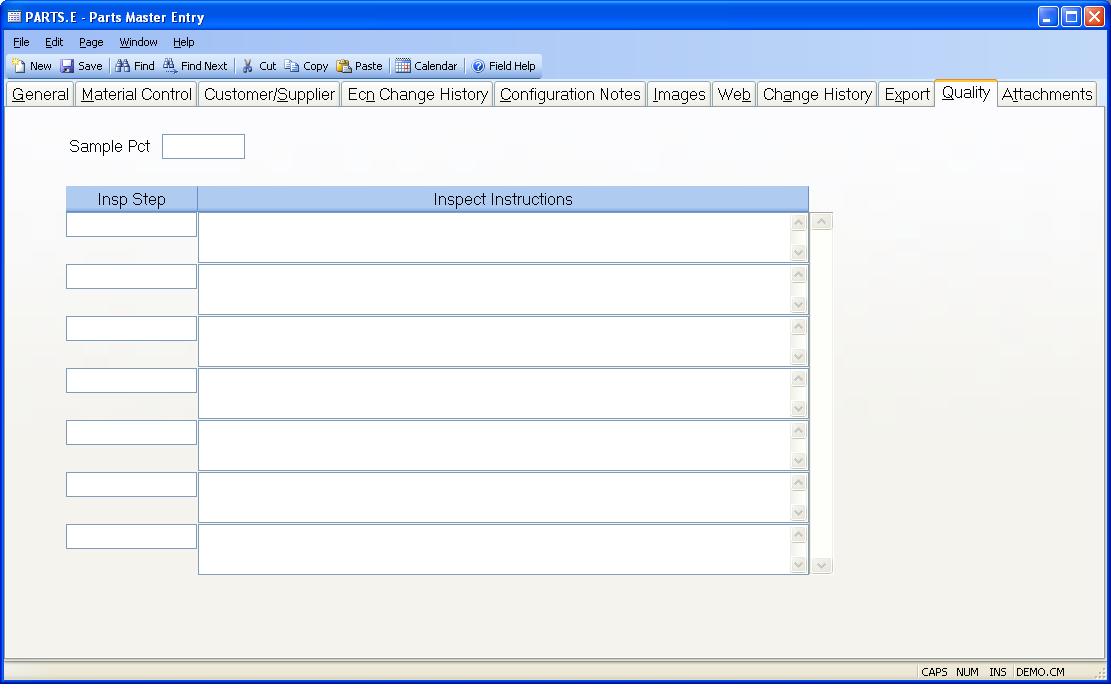 PARTS.E - Parts Master Entry
File Edit Page Window Help
New Save Find Find Next Cut Copy Paste Calendar Field Help
General Material Control Customer/Supplier Ecn Change History Configuration Notes Images Web Change History Export Quality Attachments
Sample Pct
Insp Step Inspect Instructions
CAPS NUM INS DEMO.CM